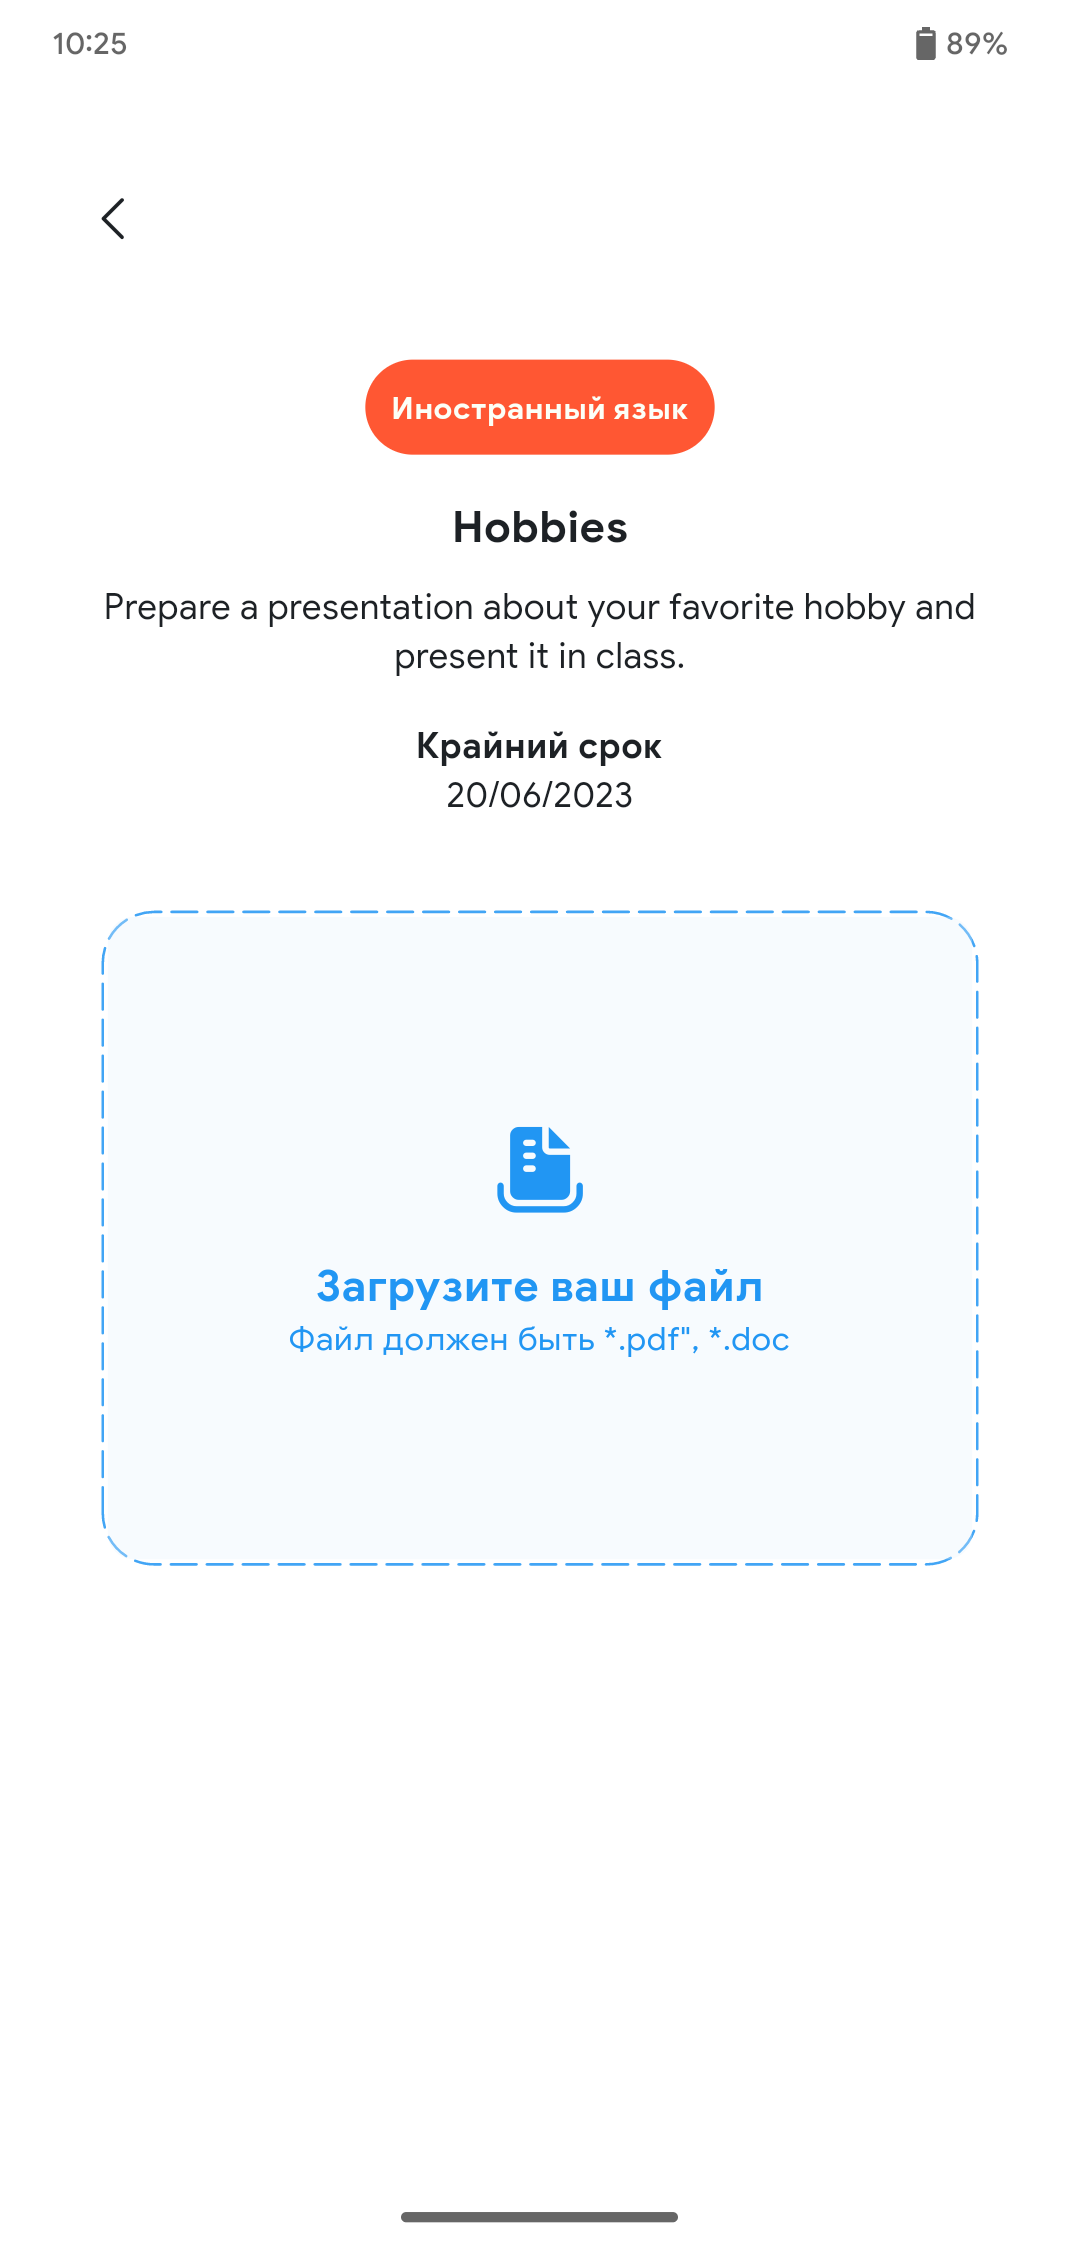 10:25
89%
Иностранный язык
Hobbies
Prepare a presentation about your favorite hobby and
present it in class.
Крайний срок
20/06/2023
Загрузите ваш файл
Файл должен быть *.pdf", *.doc